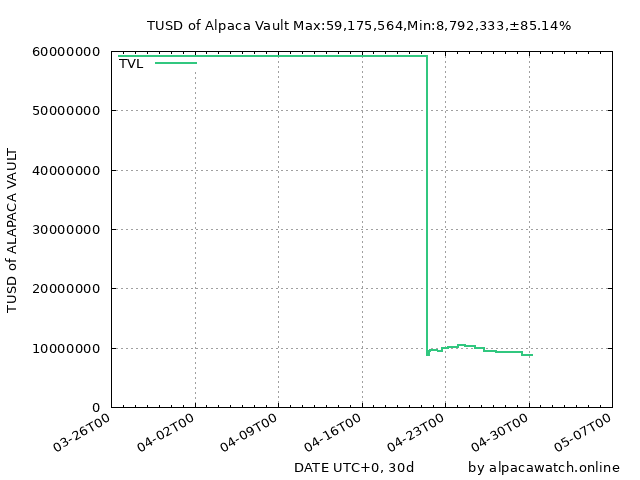 TUSD of Alpaca Vault Max:59,175,564,Min:8,792,333,±85.14%
60000000
TVL
50000000
40000000
30000000
20000000
10000000
0
TUSD of ALAPACA VAULT
03-26T00 04-02T00 04-09T00 04-16T00 04-23T00 04-30T00 05-07T00
DATE UTC+0, 30d by alpacawatch.online